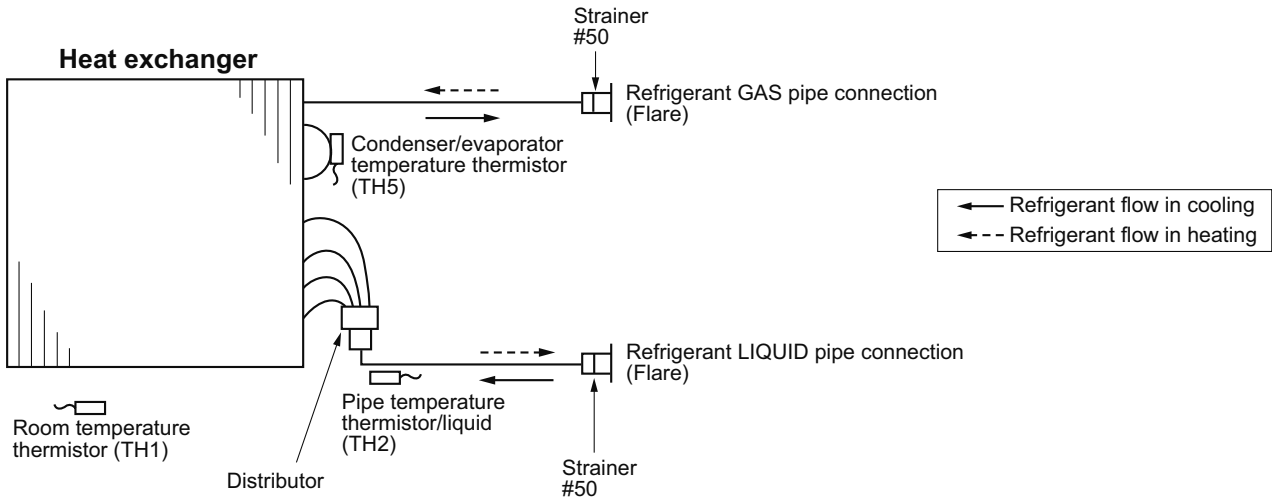 Strainer
#50
Heat exchanger
Refrigerant GAS pipe connection
(Flare)
Condenser/evaporator
temperature thermistor
(TH5)
Refrigerant flow in cooling
Refrigerant flow in heating
Refrigerant LIQUID pipe connection
(Flare)
Pipe temperature
thermistor/liquid
(TH2)
Room temperature
thermistor (TH1)
Distributor
Strainer
#50